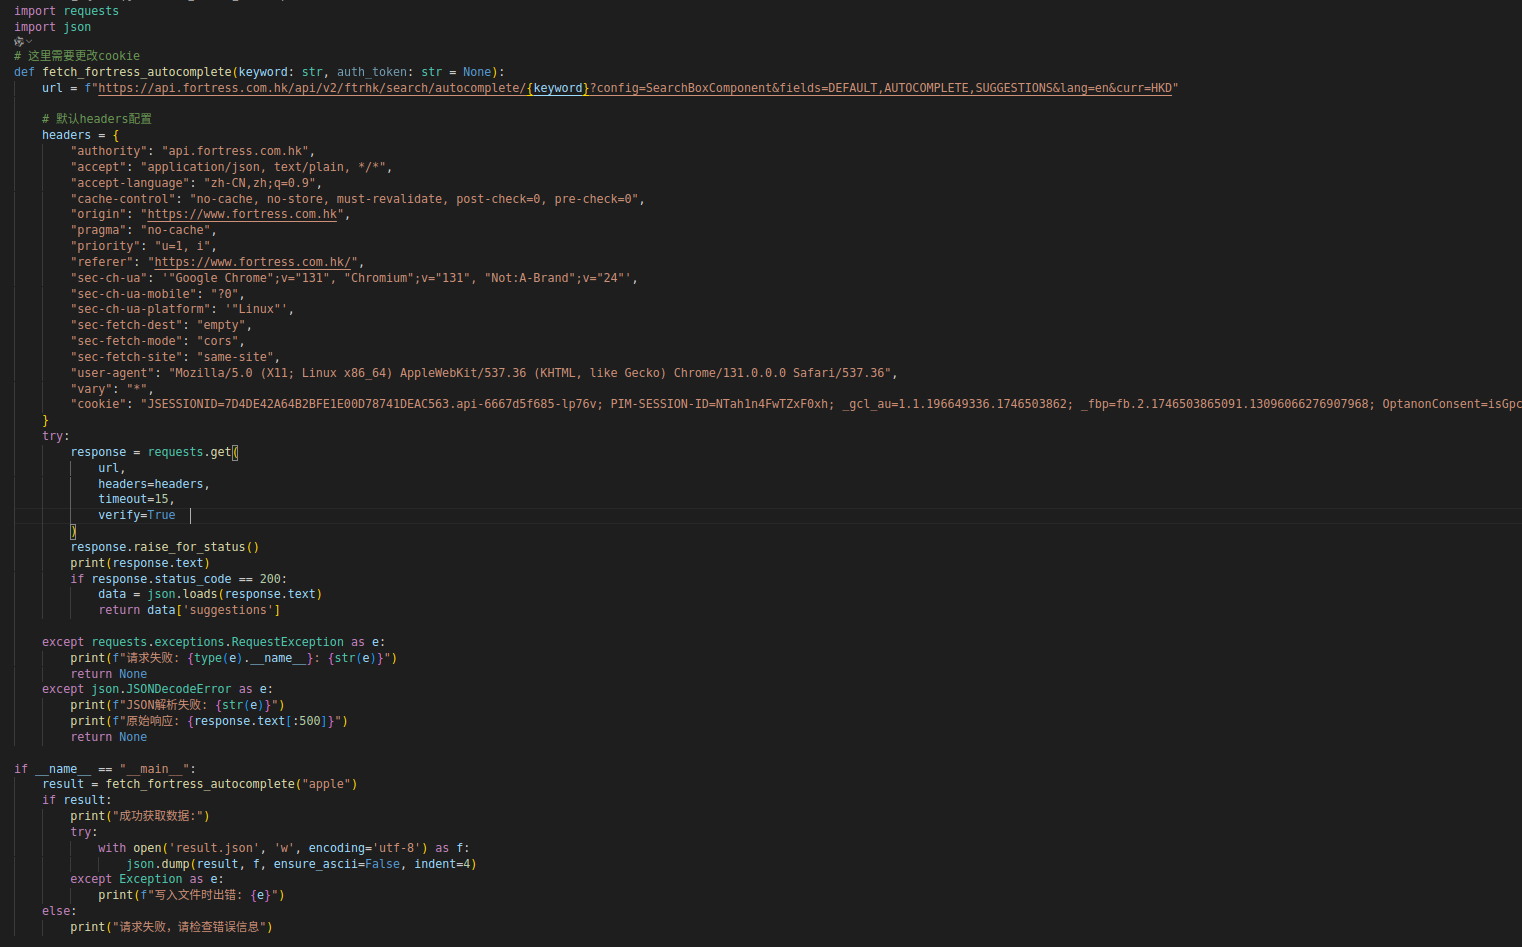 import requests
import json
# 这里需要更改cookie
def fetch_fortress_autocomplete(keyword: str, auth_token: str = None):
    url = f"https://api.fortress.com.hk/api/v2/ftrhk/search/autocomplete/{keyword}?config=SearchBoxComponent&fields=DEFAULT,AUTOCOMPLETE,SUGGESTIONS&lang=en&curr=HKD"
    # 默认headers配置
    headers = {
        "authority": "api.fortress.com.hk",
        "accept": "application/json, text/plain, */*",
        "accept-language": "zh-CN,zh;q=0.9",
        "cache-control": "no-cache, no-store, must-revalidate, post-check=0, pre-check=0",
        "origin": "https://www.fortress.com.hk",
        "pragma": "no-cache",
        "priority": "u=1, i",
        "referer": "https://www.fortress.com.hk/",
        "sec-ch-ua": '"Google Chrome";v="131", "Chromium";v="131", "Not:A-Brand";v="24"',
        "sec-ch-ua-mobile": "?0",
        "sec-ch-ua-platform": '"Linux"',
        "sec-fetch-dest": "empty",
        "sec-fetch-mode": "cors",
        "sec-fetch-site": "same-site",
        "user-agent": "Mozilla/5.0 (X11; Linux x86_64) AppleWebKit/537.36 (KHTML, like Gecko) Chrome/131.0.0.0 Safari/537.36",
        "vary": "*",
        "cookie": "JSESSIONID=7D4DE42A64B2BFE1E00D78741DEAC563.api-6667d5f685-lp76v; PIM-SESSION-ID=NTah1n4FwTZxF0xh; _gcl_au=1.1.196649336.1746503862; _fbp=fb.2.1746503865091.13096066276907968; OptanonConsent=isGpc
    }
    try:
        response = requests.get(
            url,
            headers=headers,
            timeout=15,
            verify=True
        )
        response.raise_for_status()
        print(response.text)
        if response.status_code == 200:
            data = json.loads(response.text)
            return data['suggestions']
    except requests.exceptions.RequestException as e:
        print(f"请求失败: {type(e).__name__}: {str(e)}")
        return None
    except json.JSONDecodeError as e:
        print(f"JSON解析失败: {str(e)}")
        print(f"原始响应: {response.text[:500]}")
        return None
if __name__ == "__main__":
    result = fetch_fortress_autocomplete("apple")
    if result:
        print("成功获取数据:")
        try:
            with open('result.json', 'w', encoding='utf-8') as f:
                json.dump(result, f, ensure_ascii=False, indent=4)
        except Exception as e:
            print(f"写入文件时出错: {e}")
    else:
        print("请求失败，请检查错误信息")